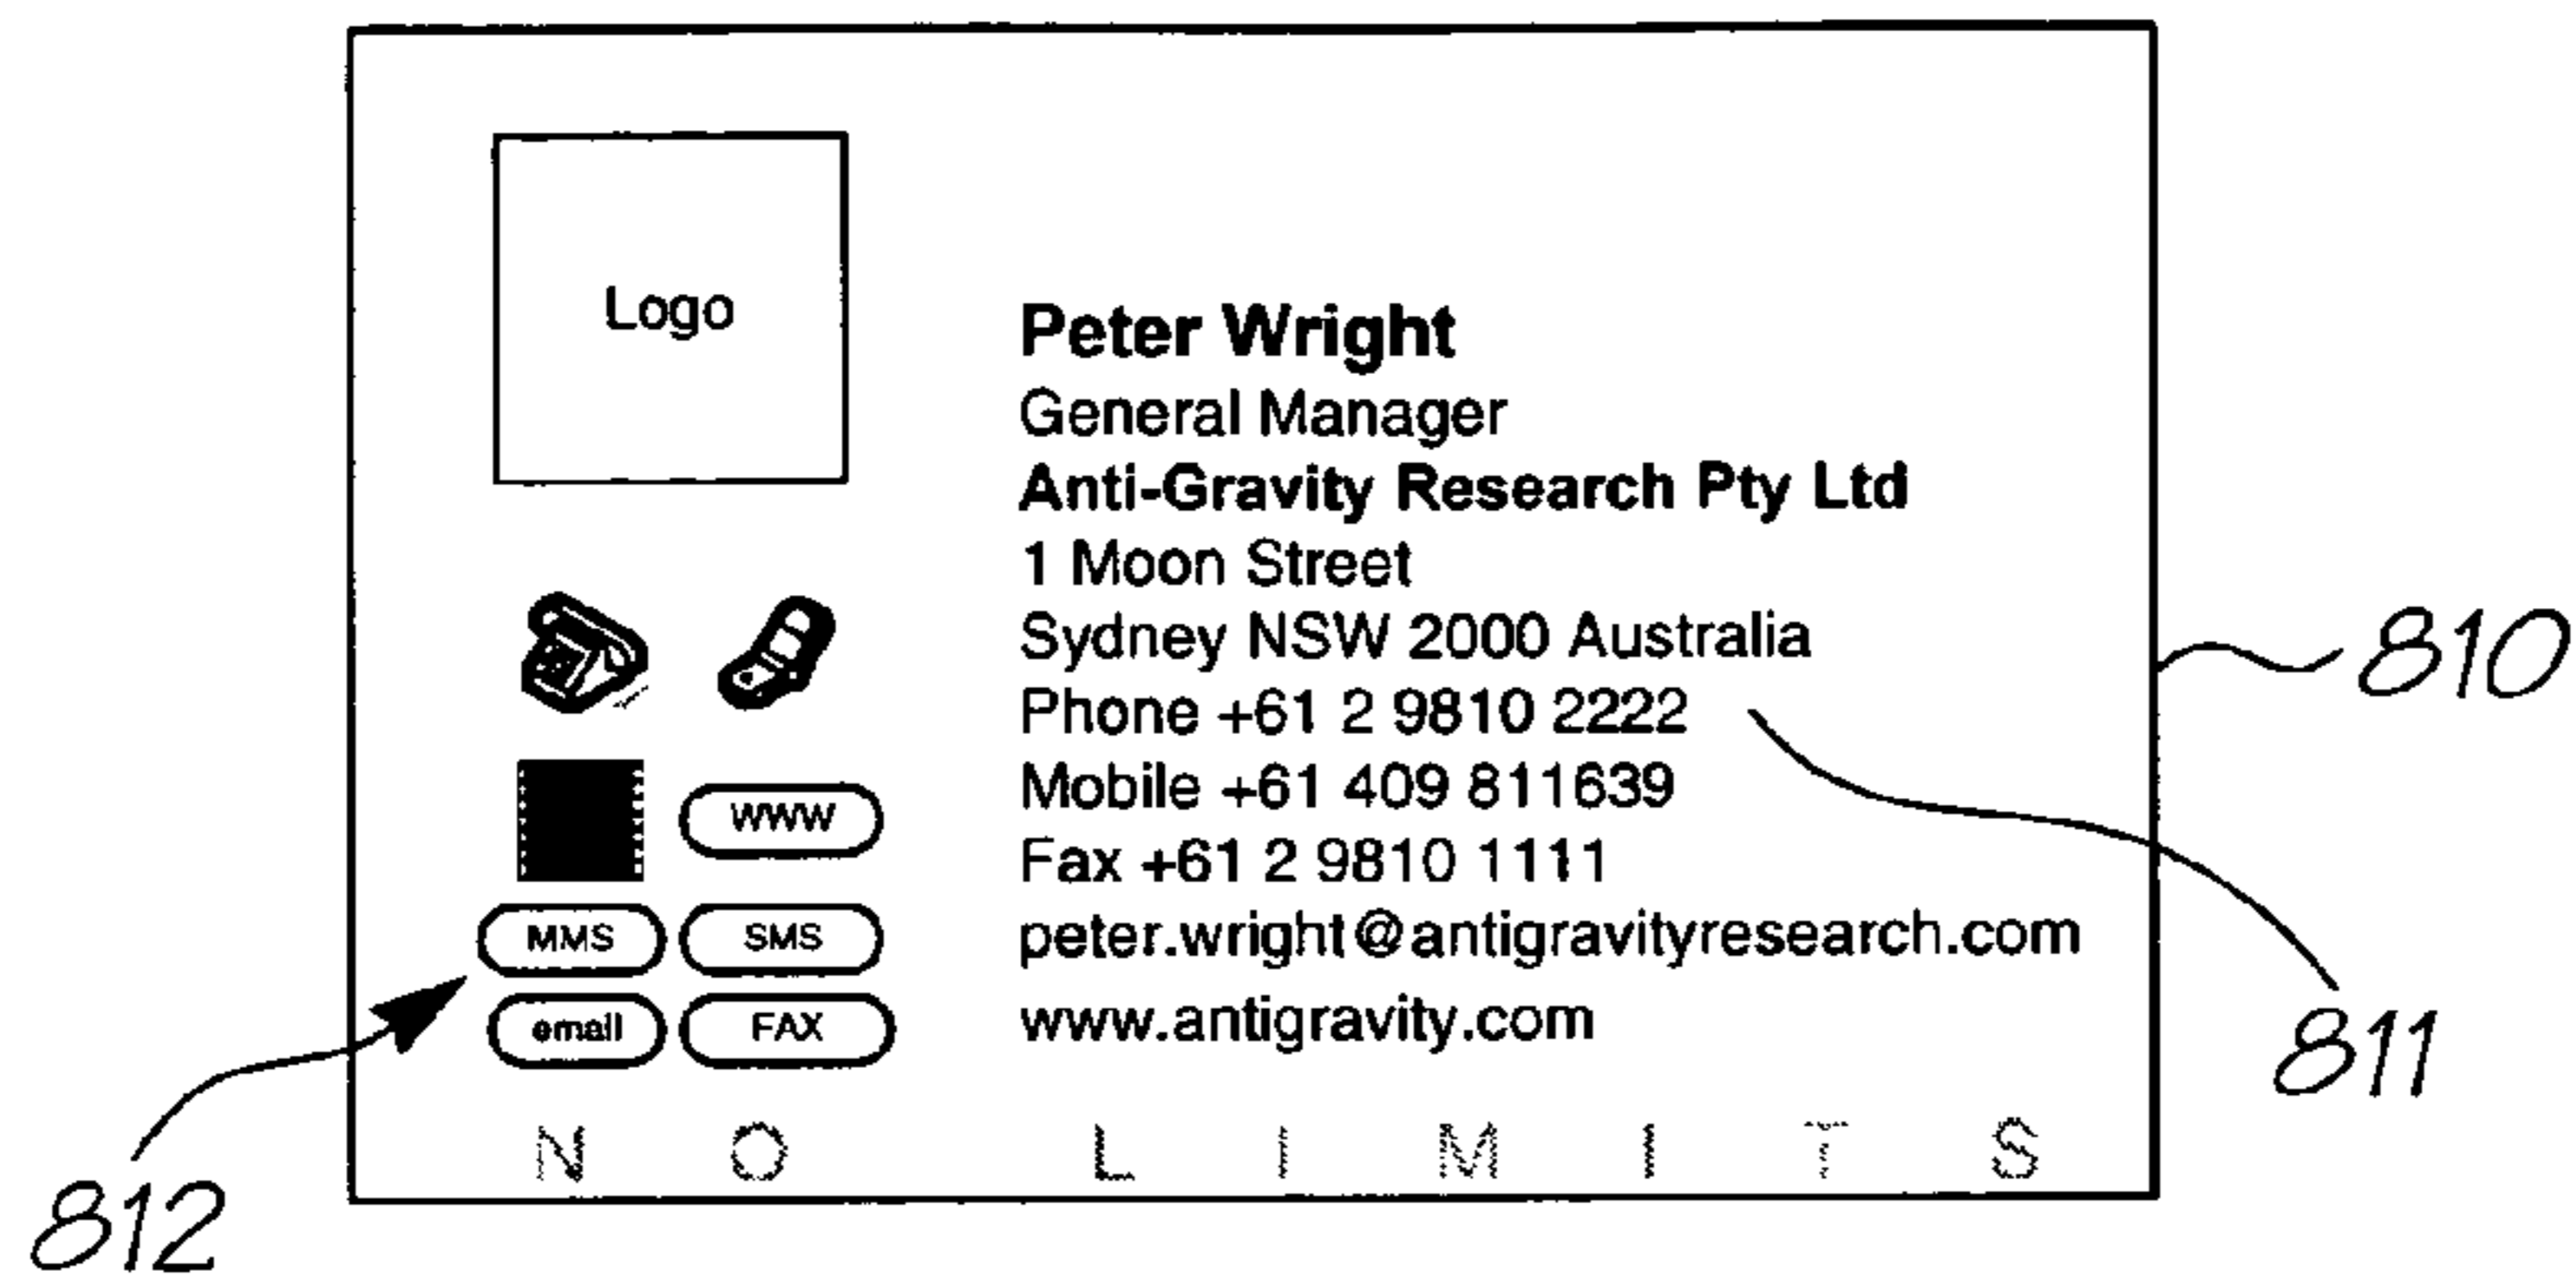 Logo
Peter Wright
General Manager
Anti-Gravity Research Pty Ltd
1 Moon Street
Sydney NSW 2000 Australia
Phone +61 2 9810 2222
Mobile +61 409 811639
Fax +61 2 9810 1111
peter.wright@antigravityresearch.com
www.antigravity.com
WWW
MMS SMS
email FAX
NO LIMITS
810
811
812